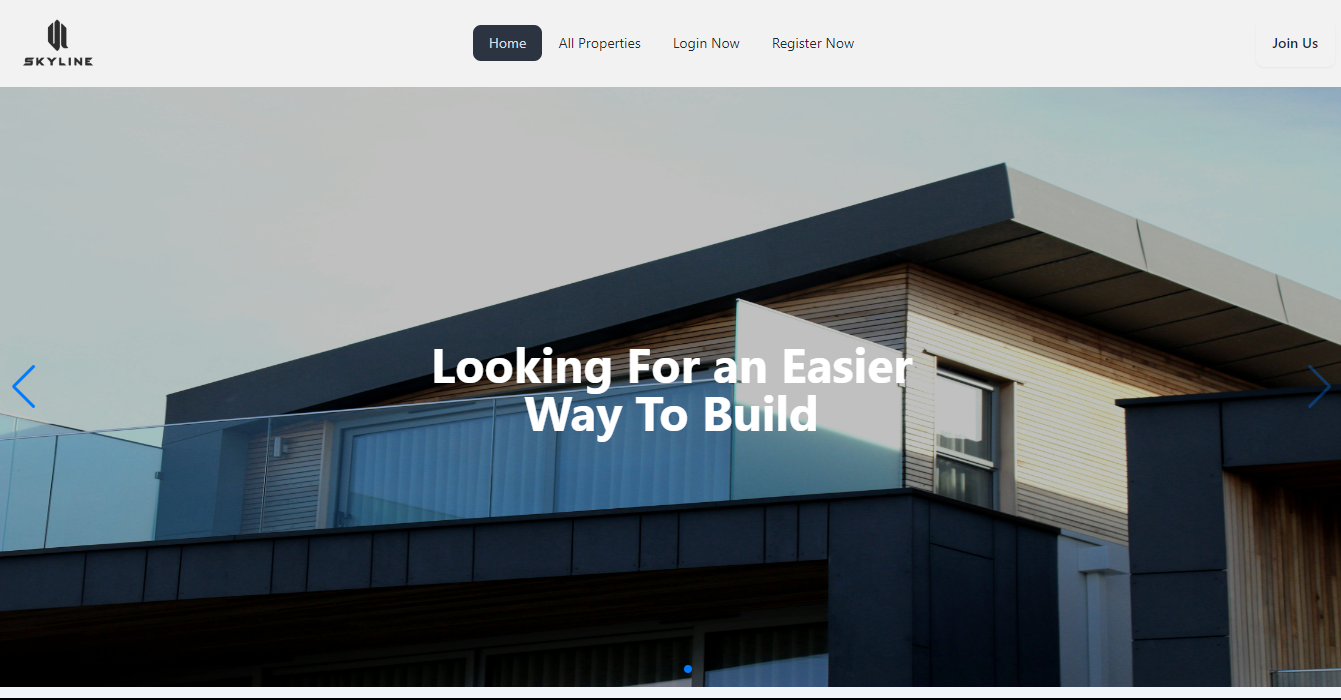 SKYLINE
Home
All Properties
Login Now
Register Now
Join Us
Looking For an Easier
Way To Build